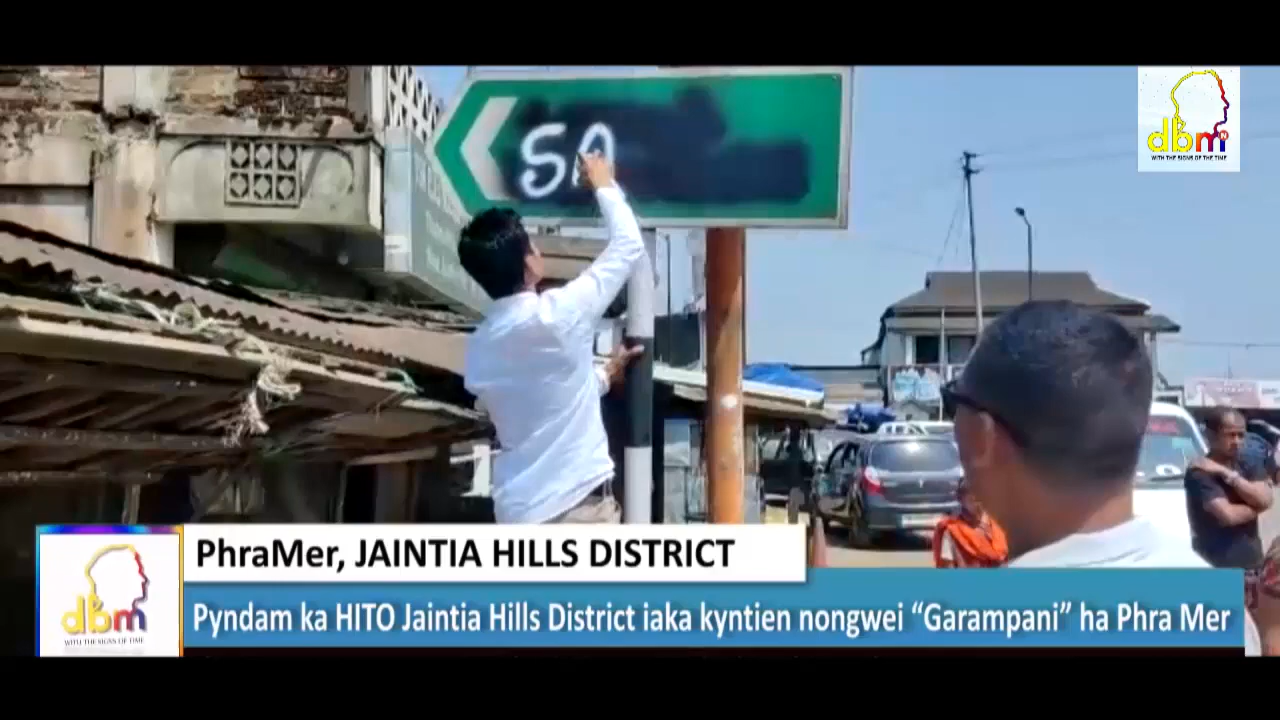 dbm
WITH THE SIGNS OF THE TIME
SA
PhraMer, JAINTIA HILLS DISTRICT
dbm
WITH THE SIGNS OF TIME
Pyndam ka HITO Jaintia Hills District iaka kyntien nongwei “Garampani” ha Phra Mer